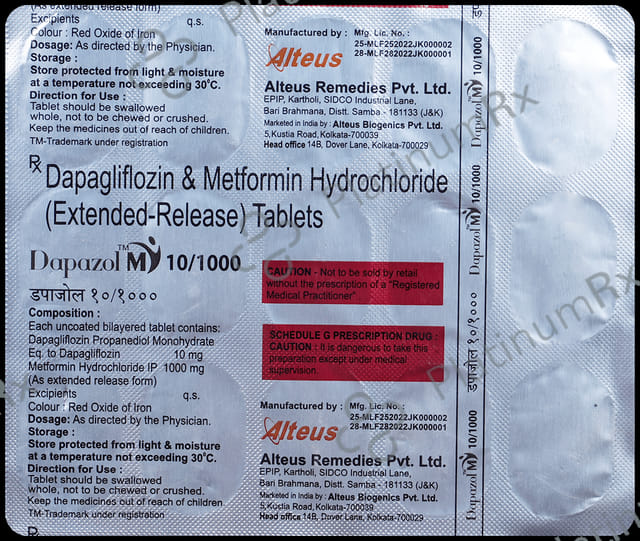 (As extended release form)
Excipients q.s.
Colour : Red Oxide of Iron
Dosage: As directed by the Physician.
Storage :
Store protected from light & moisture
at a temperature not exceeding 30°C.
Direction for Use :
Tablet should be swallowed
whole, not to be chewed or crushed.
Keep the medicines out of reach of children.
TM-Trademark under registration
Manufactured by : Mfg. Lic. No. :
25-MLF252022JK000002
28-MLF282022JK000001
Alteus
Alteus Remedies Pvt. Ltd.
EPIP, Kartholi, SIDCO Industrial Lane,
Bari Brahmana, Distt. Samba - 181133 (J&K)
Marketed in India by : Alteus Biogenics Pvt. Ltd.
5,Kustia Road, Kolkata-700039
Head office 14B, Dover Lane, Kolkata-700029
Rx Dapagliflozin & Metformin Hydrochloride
(Extended-Release) Tablets
Dapazol™ M 10/1000
डपाजोल १०/१०००
Composition :
Each uncoated bilayered tablet contains:
Dapagliflozin Propanediol Monohydrate
Eq. to Dapagliflozin 10 mg
Metformin Hydrochloride IP 1000 mg
(As extended release form)
Excipients q.s.
Colour : Red Oxide of Iron
Dosage: As directed by the Physician.
Storage :
Store protected from light & moisture
at a temperature not exceeding 30°C.
Direction for Use :
Tablet should be swallowed
whole, not to be chewed or crushed.
Keep the medicines out of reach of children.
TM-Trademark under registration
Rx
CAUTION - Not to be sold by retail
without the prescription of a "Registered
Medical Practitioner"
SCHEDULE G PRESCRIPTION DRUG :
CAUTION : It is dangerous to take this
preparation except under medical
supervision.
Manufactured by : Mfg. Lic. No. :
25-MLF252022JK000002
28-MLF282022JK000001
Alteus
Alteus Remedies Pvt. Ltd.
EPIP, Kartholi, SIDCO Industrial Lane,
Bari Brahmana, Distt. Samba - 181133 (J&K)
Marketed in India by : Alteus Biogenics Pvt. Ltd.
5,Kustia Road, Kolkata-700039
Head office 14B, Dover Lane, Kolkata-700029
Dapazol M 10/1000
Dapazol M 10/1000
डपाजोल १०/१०००
Dapazol M 10/1000
PlatinumRx
PlatinumRx
PlatinumRx